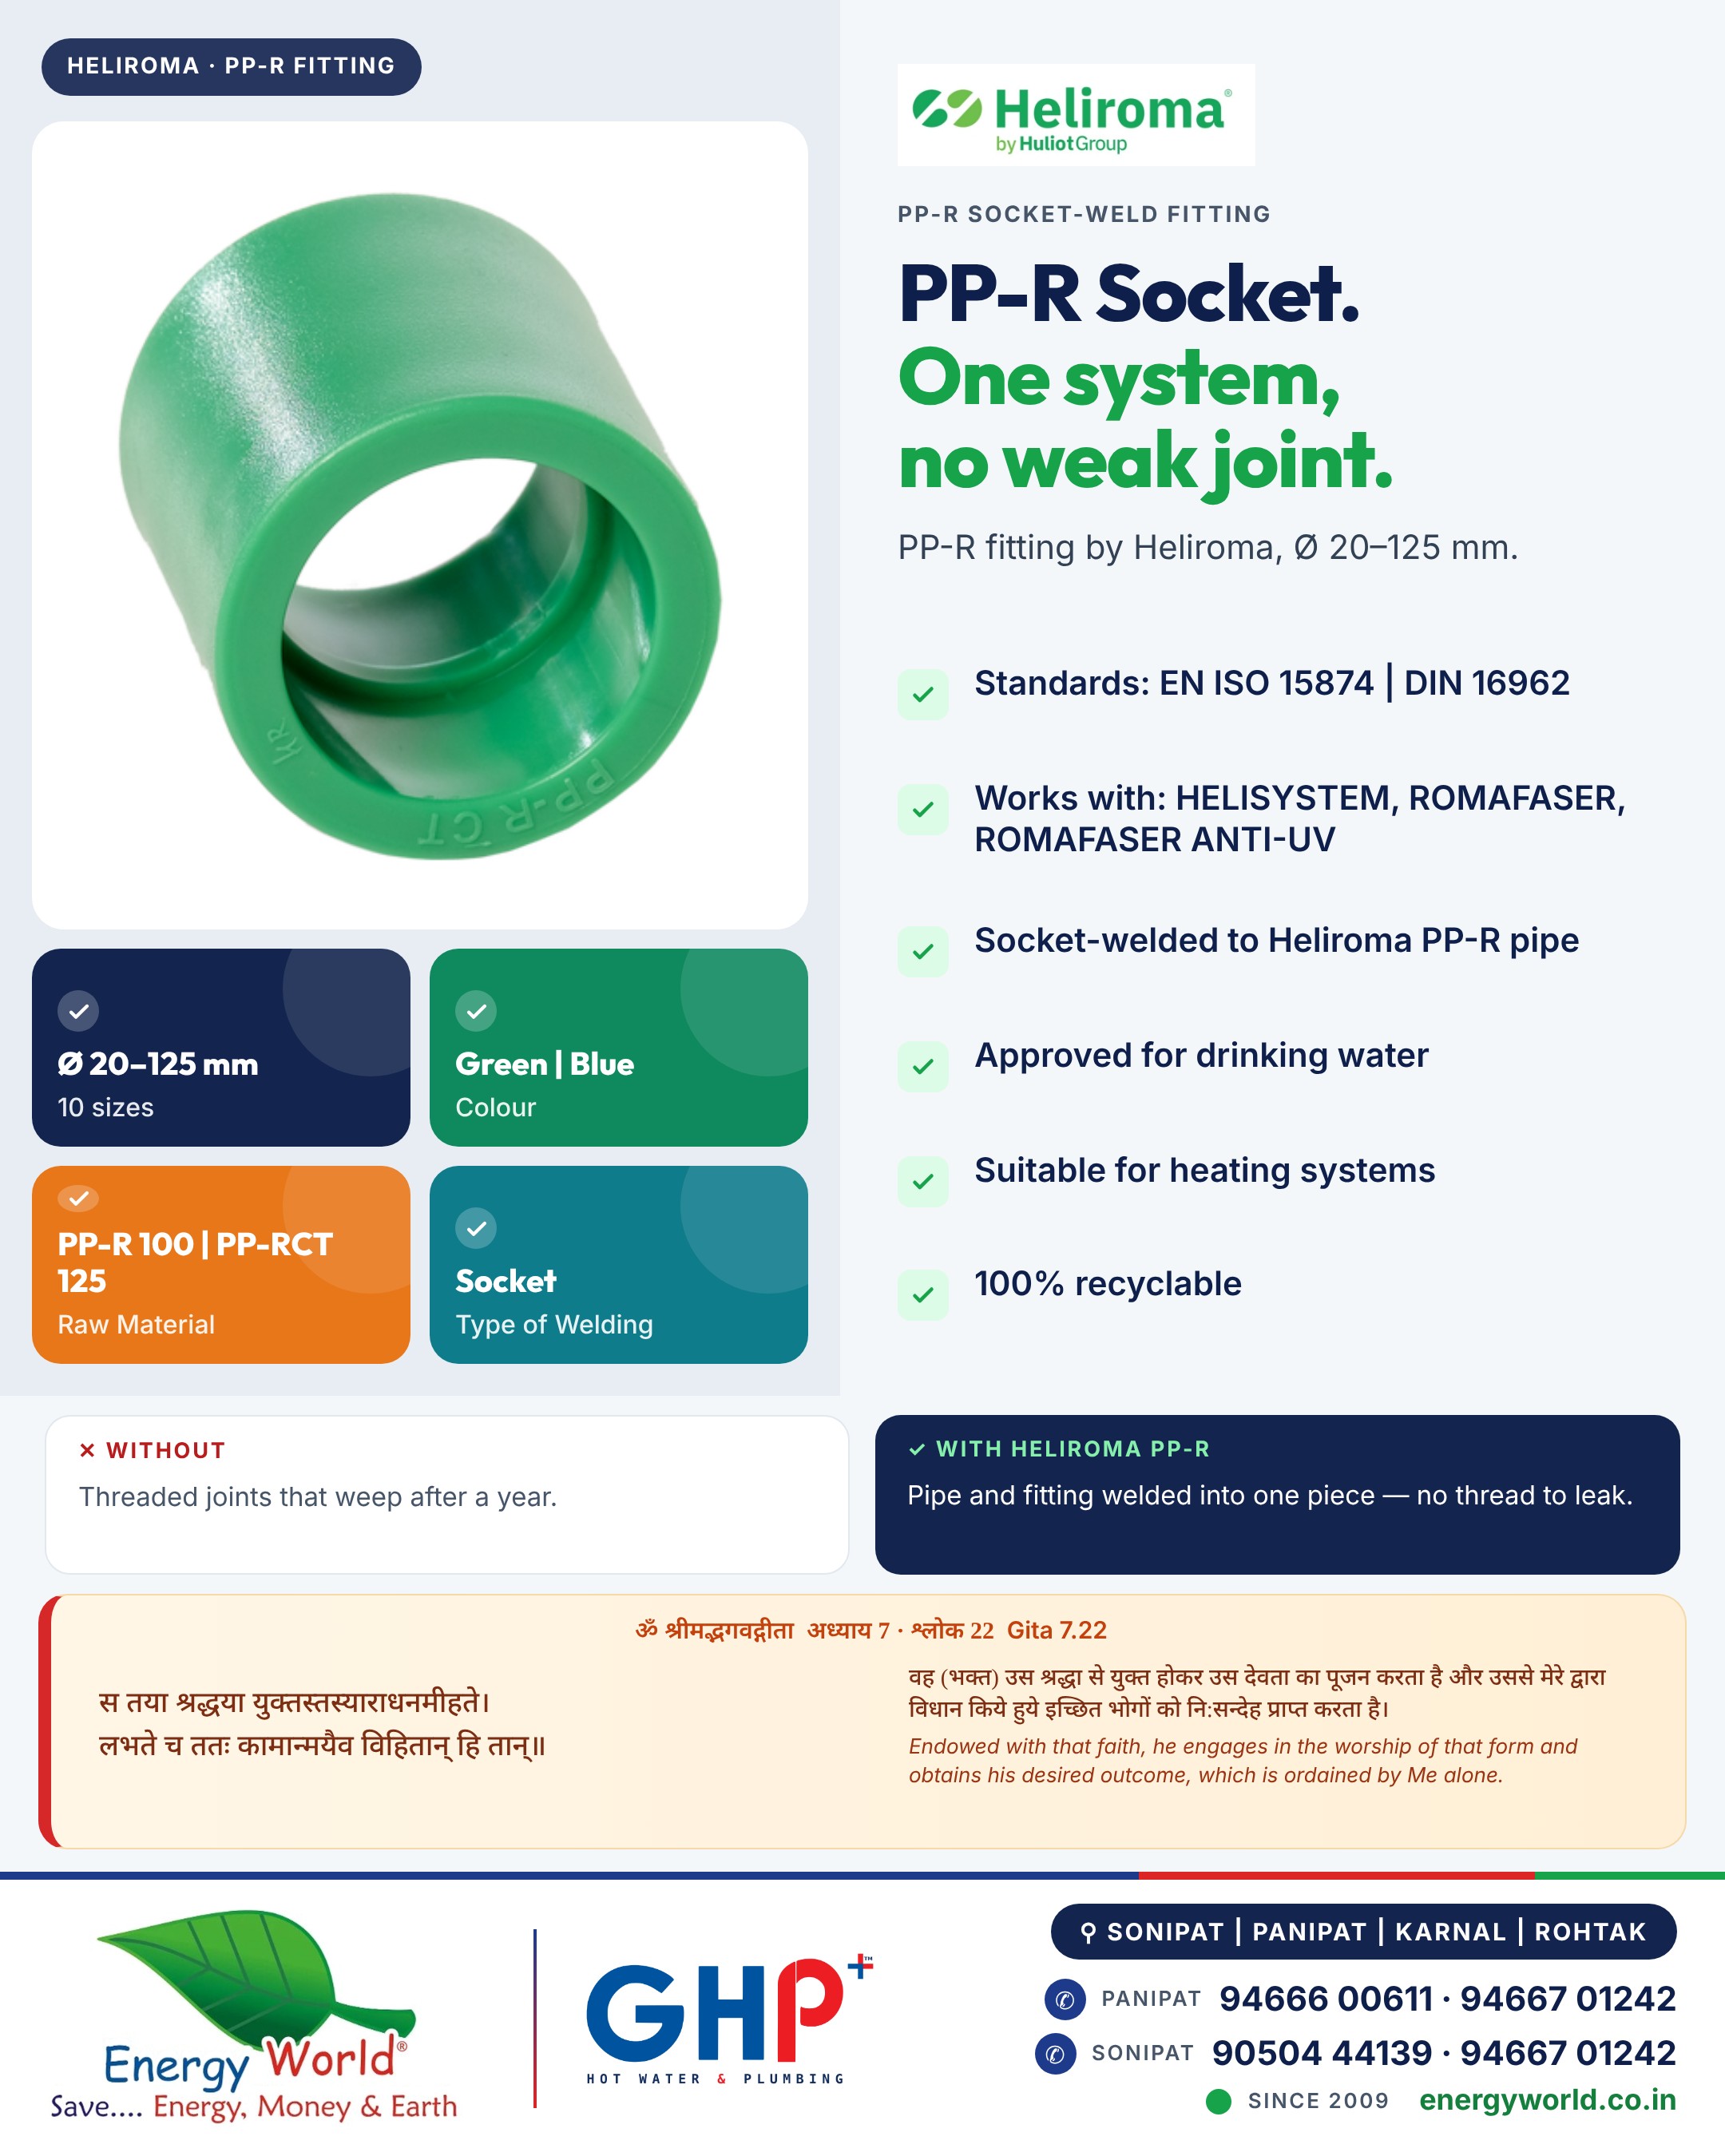 HELIROMA · PP-R FITTING
KR
PP-R CT
Ø 20–125 mm
10 sizes
Green | Blue
Colour
PP-R 100 | PP-RCT
125
Raw Material
Socket
Type of Welding
Heliroma®
by HuliotGroup
PP-R SOCKET-WELD FITTING
PP-R Socket.
One system,
no weak joint.
PP-R fitting by Heliroma, Ø 20–125 mm.
Standards: EN ISO 15874 | DIN 16962
Works with: HELISYSTEM, ROMAFASER,
ROMAFASER ANTI-UV
Socket-welded to Heliroma PP-R pipe
Approved for drinking water
Suitable for heating systems
100% recyclable
✕ WITHOUT
Threaded joints that weep after a year.
✓ WITH HELIROMA PP-R
Pipe and fitting welded into one piece — no thread to leak.
ॐ श्रीमद्भगवद्गीता अध्याय 7 · श्लोक 22 Gita 7.22
स तया श्रद्धया युक्तस्तस्याराधनमीहते।
लभते च ततः कामान्मयैव विहितान् हि तान्॥
वह (भक्त) उस श्रद्धा से युक्त होकर उस देवता का पूजन करता है और उससे मेरे द्वारा
विधान किये हुये इच्छित भोगों को नि:सन्देह प्राप्त करता है।
Endowed with that faith, he engages in the worship of that form and
obtains his desired outcome, which is ordained by Me alone.
Energy World®
Save.... Energy, Money & Earth
GHP+™
HOT WATER & PLUMBING
SONIPAT | PANIPAT | KARNAL | ROHTAK
PANIPAT 94666 00611 · 94667 01242
SONIPAT 90504 44139 · 94667 01242
SINCE 2009 energyworld.co.in